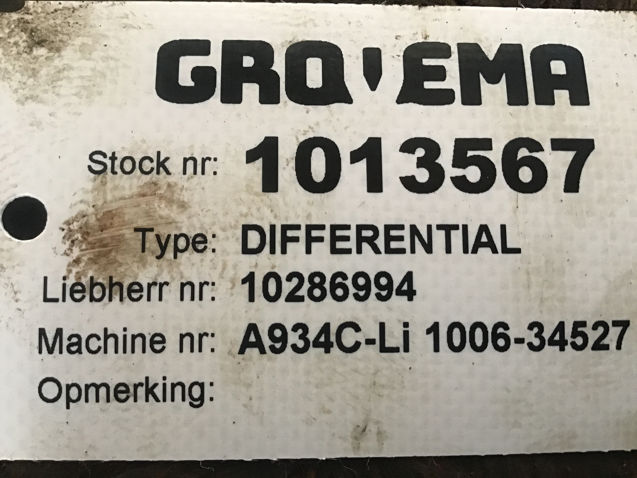 GROVEMA
Stock nr: 1013567
Type: DIFFERENTIAL
Liebherr nr: 10286994
Machine nr: A934C-Li 1006-34527
Opmerking: